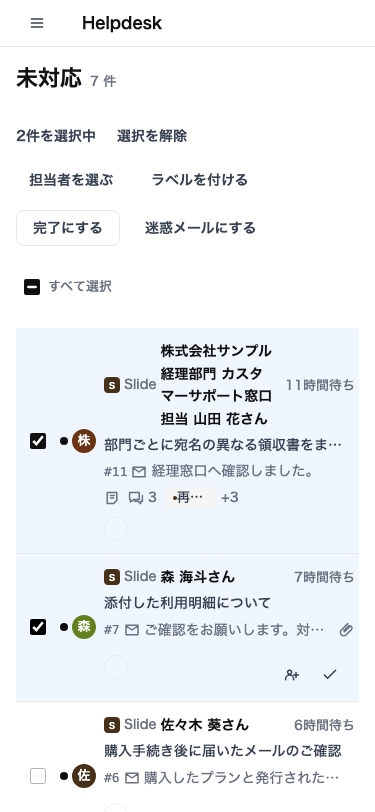 Helpdesk
未対応 7 件
2件を選択中 選択を解除
担当者を選ぶ ラベルを付ける
完了にする 迷惑メールにする
すべて選択
株式会社サンプル
経理部門 カスタ
S Slide マーサポート窓口 11時間待ち
担当 山田 花さん
株 部門ごとに宛名の異なる領収書をま…
#11 経理窓口へ確認しました。
3 •再… +3
S Slide 森 海斗さん 7時間待ち
添付した利用明細について
森 #7 ご確認をお願いします。対…
S Slide 佐々木 葵さん 6時間待ち
購入手続き後に届いたメールのご確認
佐 #6 購入したプランと発行された…